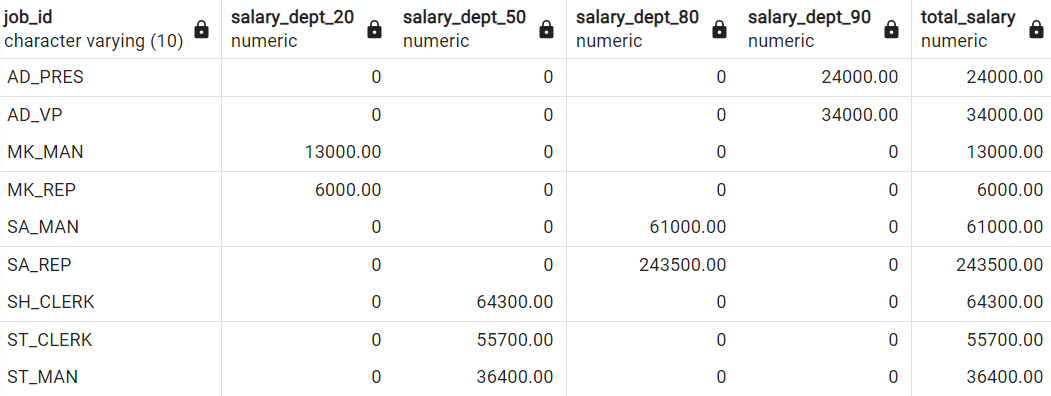 job_id salary_dept_20 salary_dept_50 salary_dept_80 salary_dept_90 total_salary
character varying (10) numeric numeric numeric numeric numeric
AD_PRES 0 0 0 24000.00 24000.00
AD_VP 0 0 0 34000.00 34000.00
MK_MAN 13000.00 0 0 0 13000.00
MK_REP 6000.00 0 0 0 6000.00
SA_MAN 0 0 61000.00 0 61000.00
SA_REP 0 0 243500.00 0 243500.00
SH_CLERK 0 64300.00 0 0 64300.00
ST_CLERK 0 55700.00 0 0 55700.00
ST_MAN 0 36400.00 0 0 36400.00